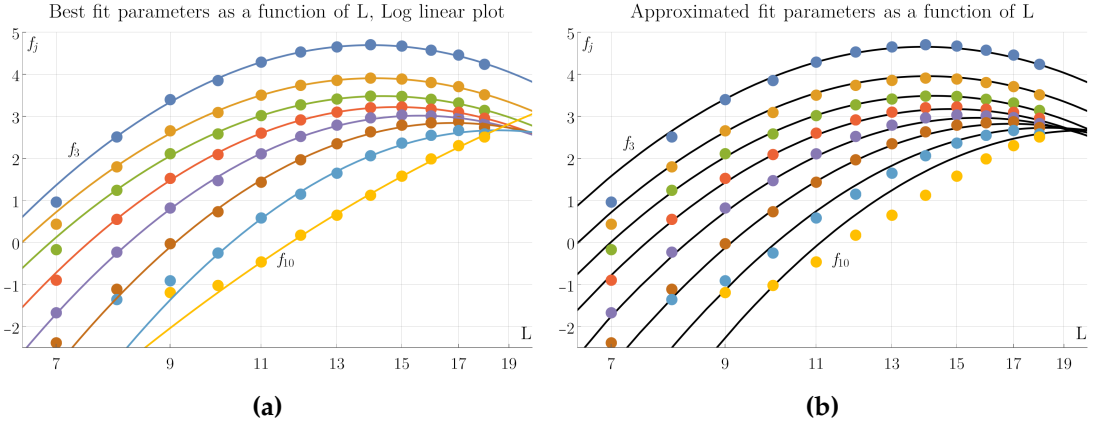 Best fit parameters as a function of L, Log linear plot
5
4
3
2
1
0
−1
−2
f_j
f_3
f_10
L
7 9 11 13 15 17 19
(a)
Approximated fit parameters as a function of L
5
4
3
2
1
0
−1
−2
f_j
f_3
f_10
L
7 9 11 13 15 17 19
(b)